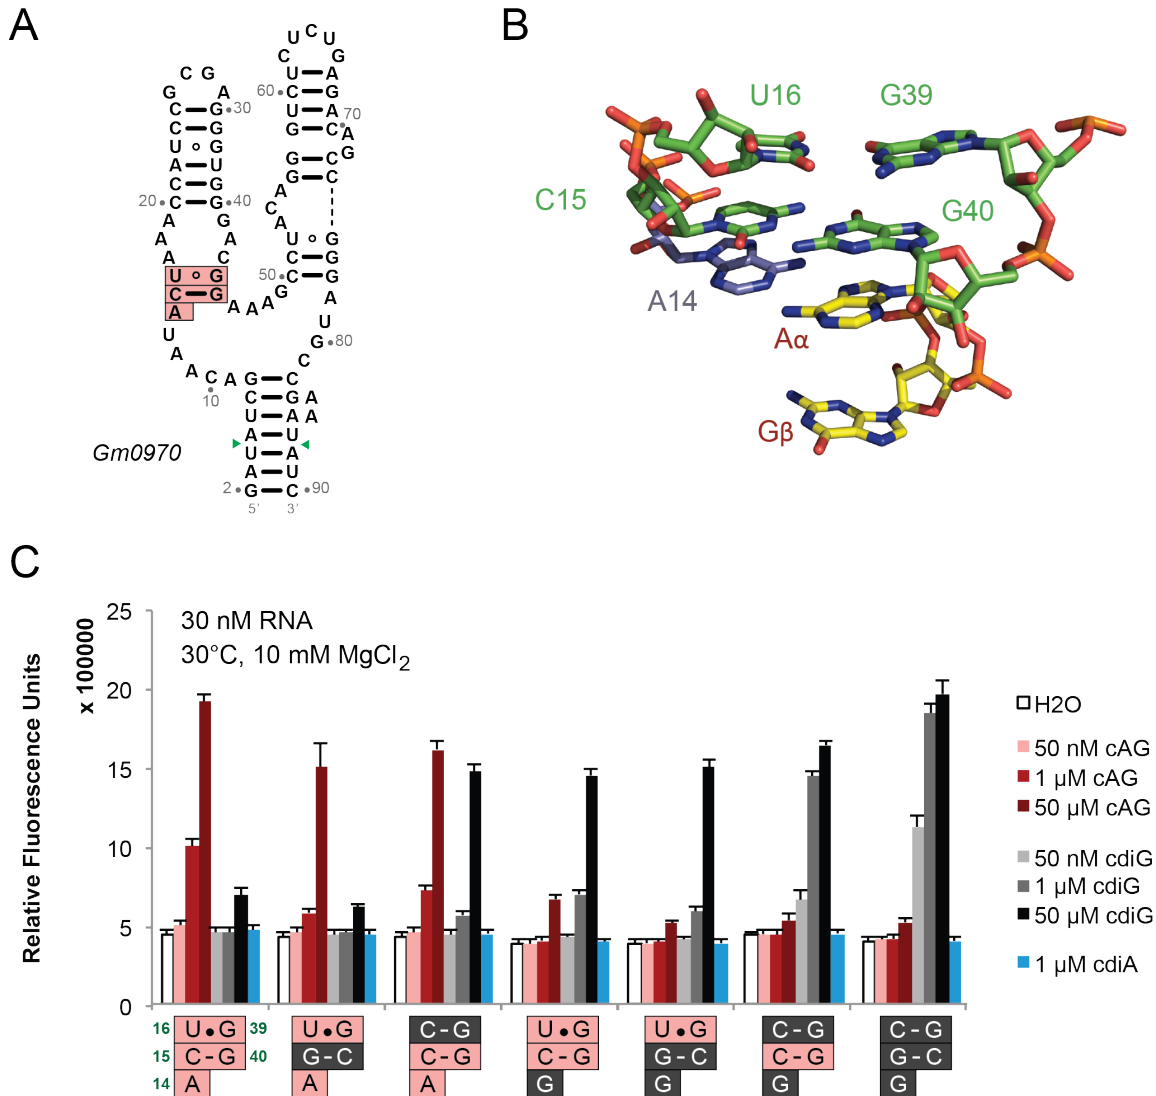 A
B
U C U
C G
U A
60 C G
U A
G C 70
U C A
G
G C
G C
A
C
A
U G
C G
50 C G
G A
A A A
U
G 80
C
C G A
G
C
G
C
U
A
C
20 C
A
A
A
A
30 G
G
G
U
G
G
G 40
A
C
U G
C G
A
U
A
A
C
10
A G C
C G A
U A A
U
A
U
A
2 G C 90
5' 3'
Gm0970
U16
G39
C15
G40
A14
Aα
Gβ
C
Relative Fluorescence Units
x 100000
25
20
15
10
5
0
30 nM RNA
30°C, 10 mM MgCl2
H2O
50 nM cAG
1 µM cAG
50 µM cAG
50 nM cdiG
1 µM cdiG
50 µM cdiG
1 µM cdiA
16 U•G 39 U•G C-G U•G U•G C-G C-G
15 C-G 40 G-C C-G C-G G-C C-G G-C
14 A A A G G G G